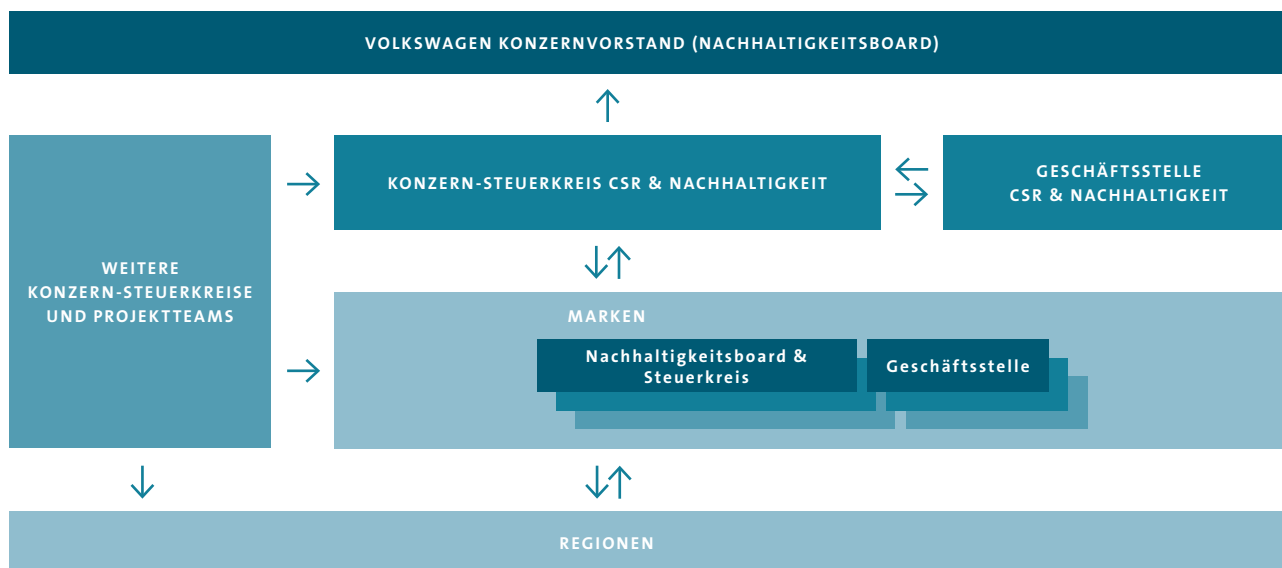 VOLKSWAGEN KONZERNVORSTAND (NACHHALTIGKEITSBOARD)
KONZERN-STEUERKREIS CSR & NACHHALTIGKEIT
GESCHÄFTSSTELLE
CSR & NACHHALTIGKEIT
WEITERE
KONZERN-STEUERKREISE
UND PROJEKTTEAMS
MARKEN
Nachhaltigkeitsboard &
Steuerkreis
Geschäftsstelle
REGIONEN